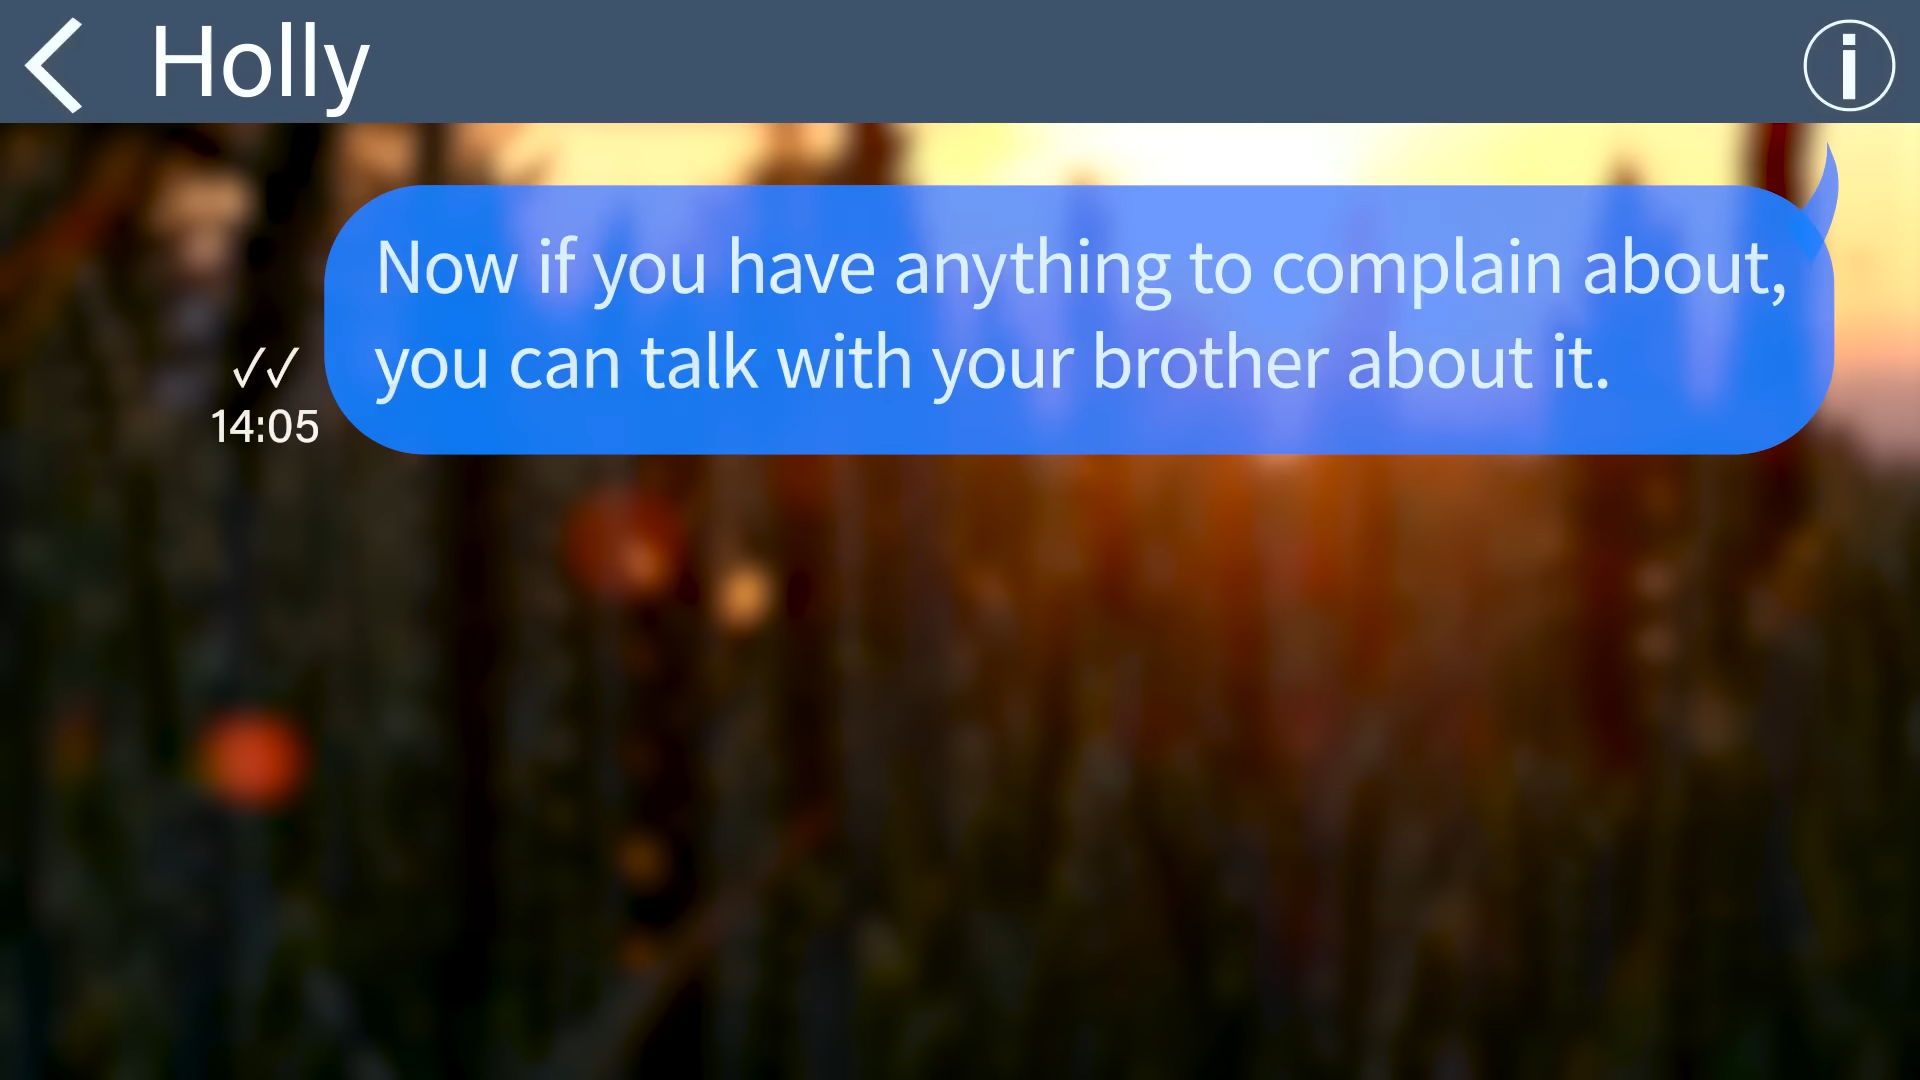 Holly
Now if you have anything to complain about,
you can talk with your brother about it.
✓✓
14:05